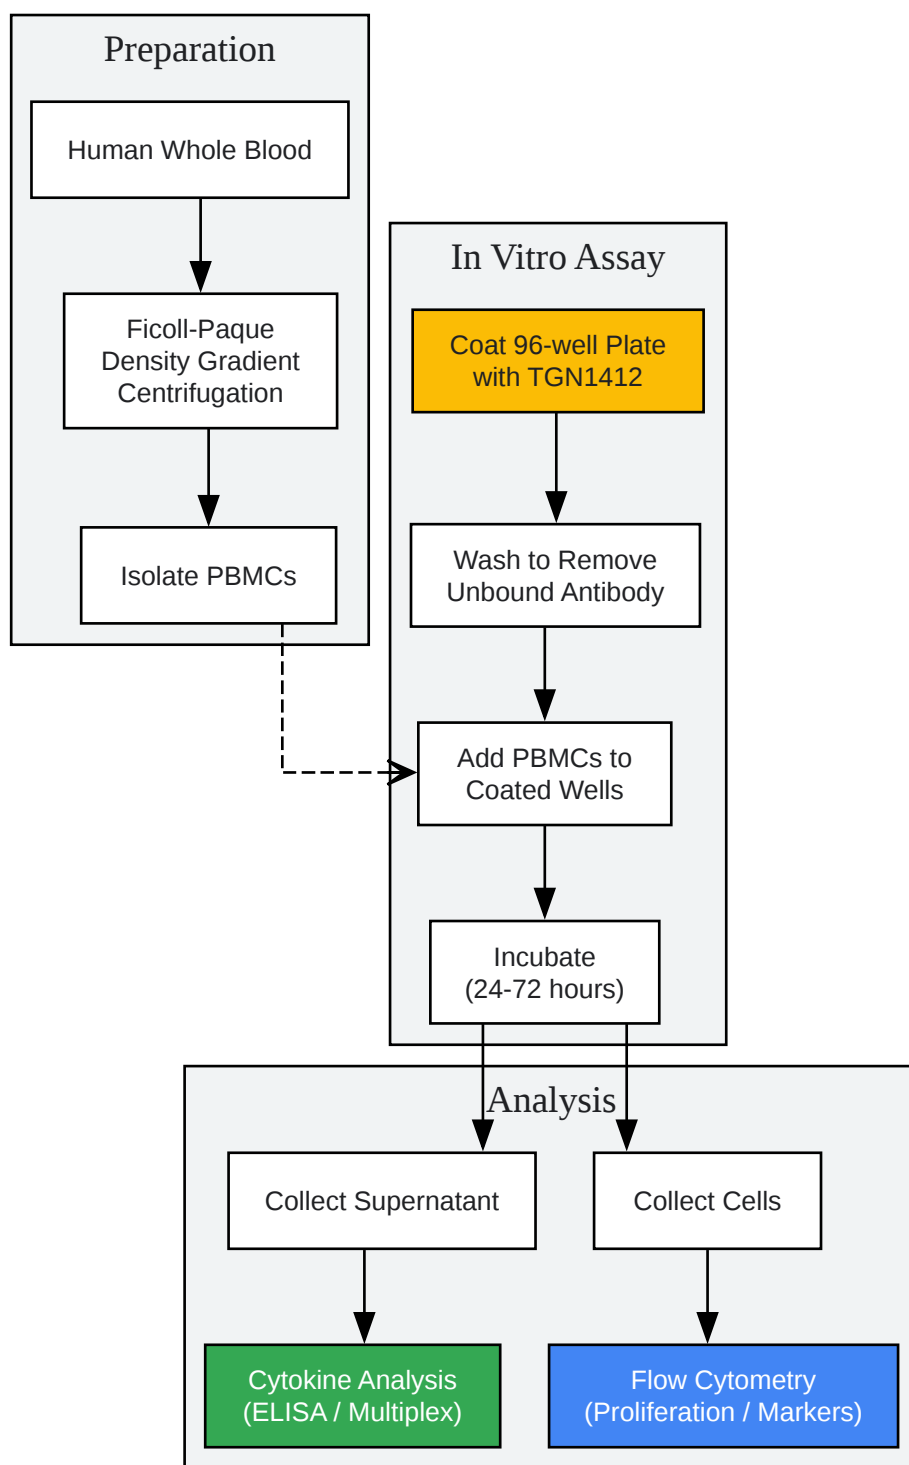 Preparation
Human Whole Blood
Ficoll-Paque
Density Gradient
Centrifugation
Isolate PBMCs
In Vitro Assay
Coat 96-well Plate
with TGN1412
Wash to Remove
Unbound Antibody
Add PBMCs to
Coated Wells
Incubate
(24-72 hours)
Analysis
Collect Supernatant
Collect Cells
Cytokine Analysis
(ELISA / Multiplex)
Flow Cytometry
(Proliferation / Markers)